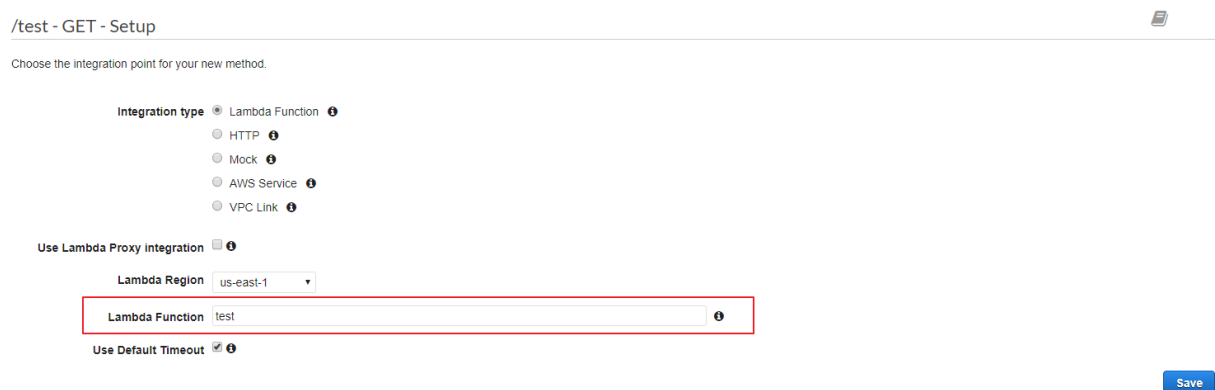 /test - GET - Setup
Choose the integration point for your new method.
Integration type Lambda Function
HTTP
Mock
AWS Service
VPC Link
Use Lambda Proxy integration
Lambda Region us-east-1
Lambda Function test
Use Default Timeout
Save